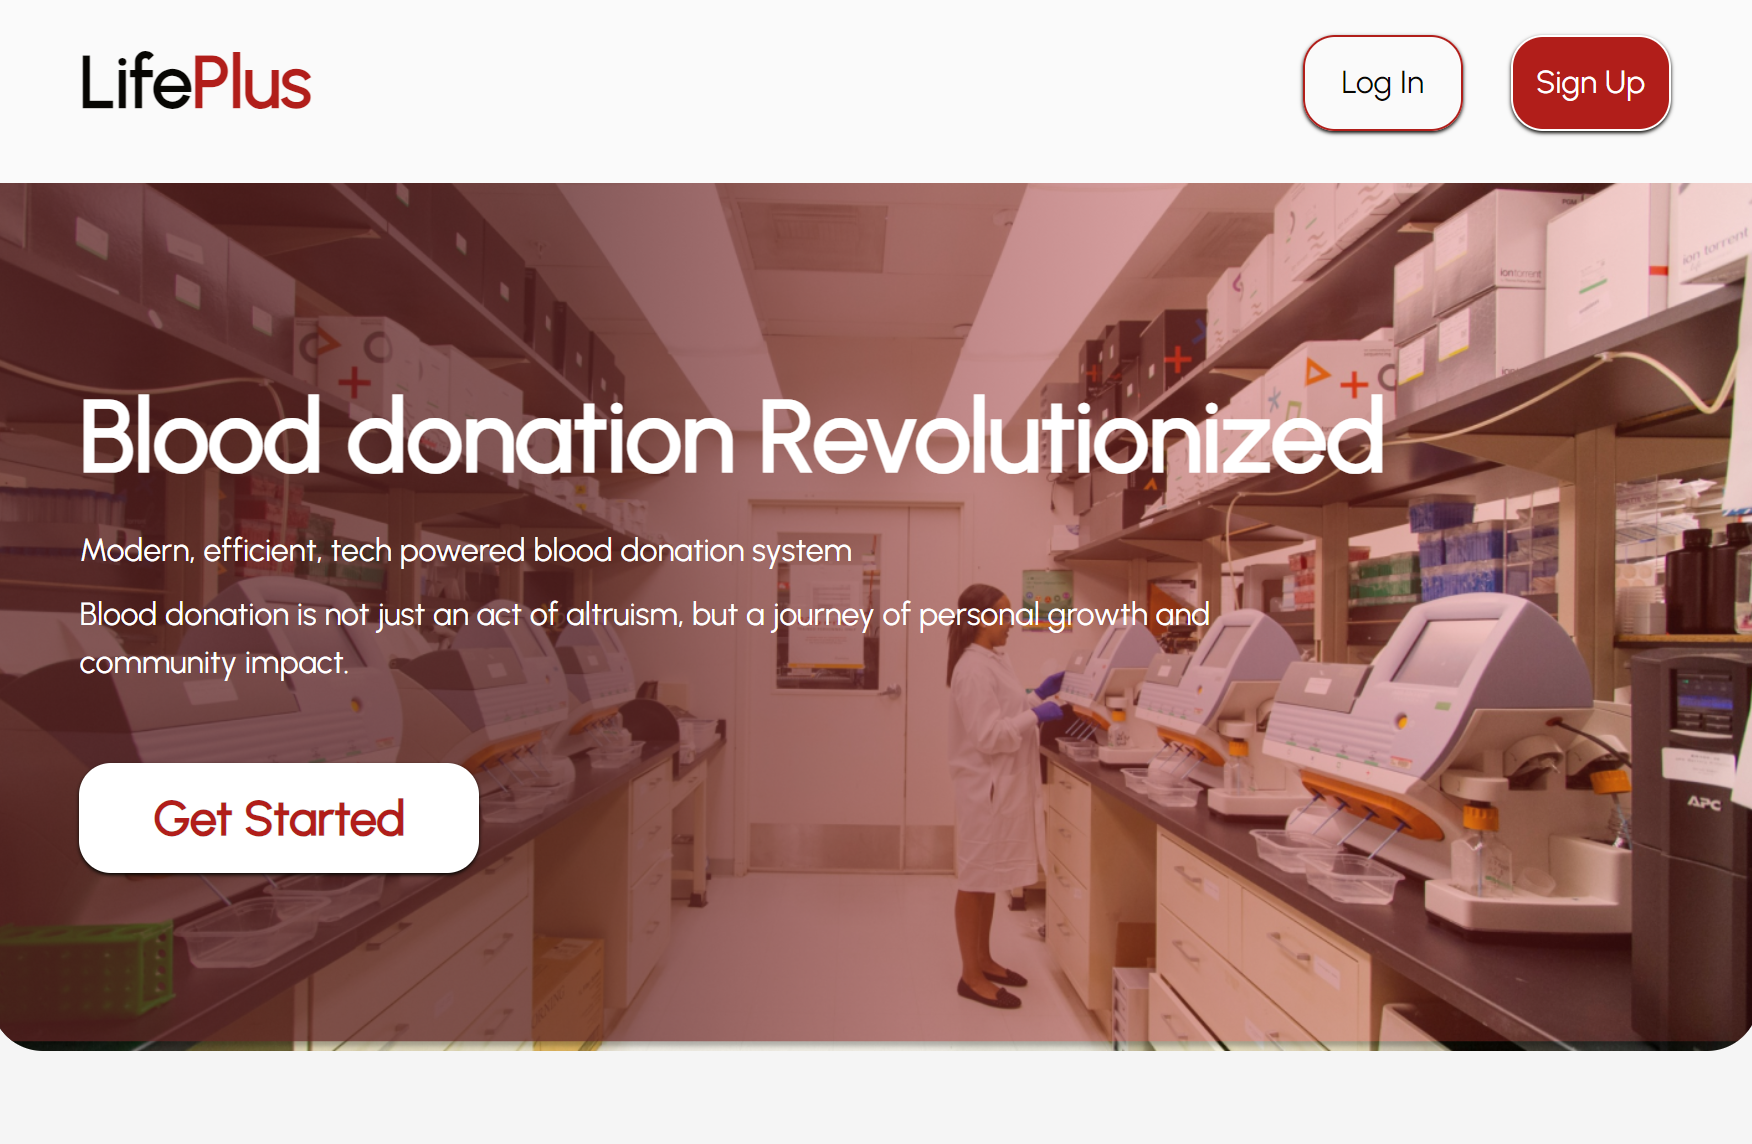 LifePlus
Log In
Sign Up
ion torrent
iontorrent
Blood donation Revolutionized
Modern, efficient, tech powered blood donation system
Blood donation is not just an act of altruism, but a journey of personal growth and
community impact.
APC
Get Started